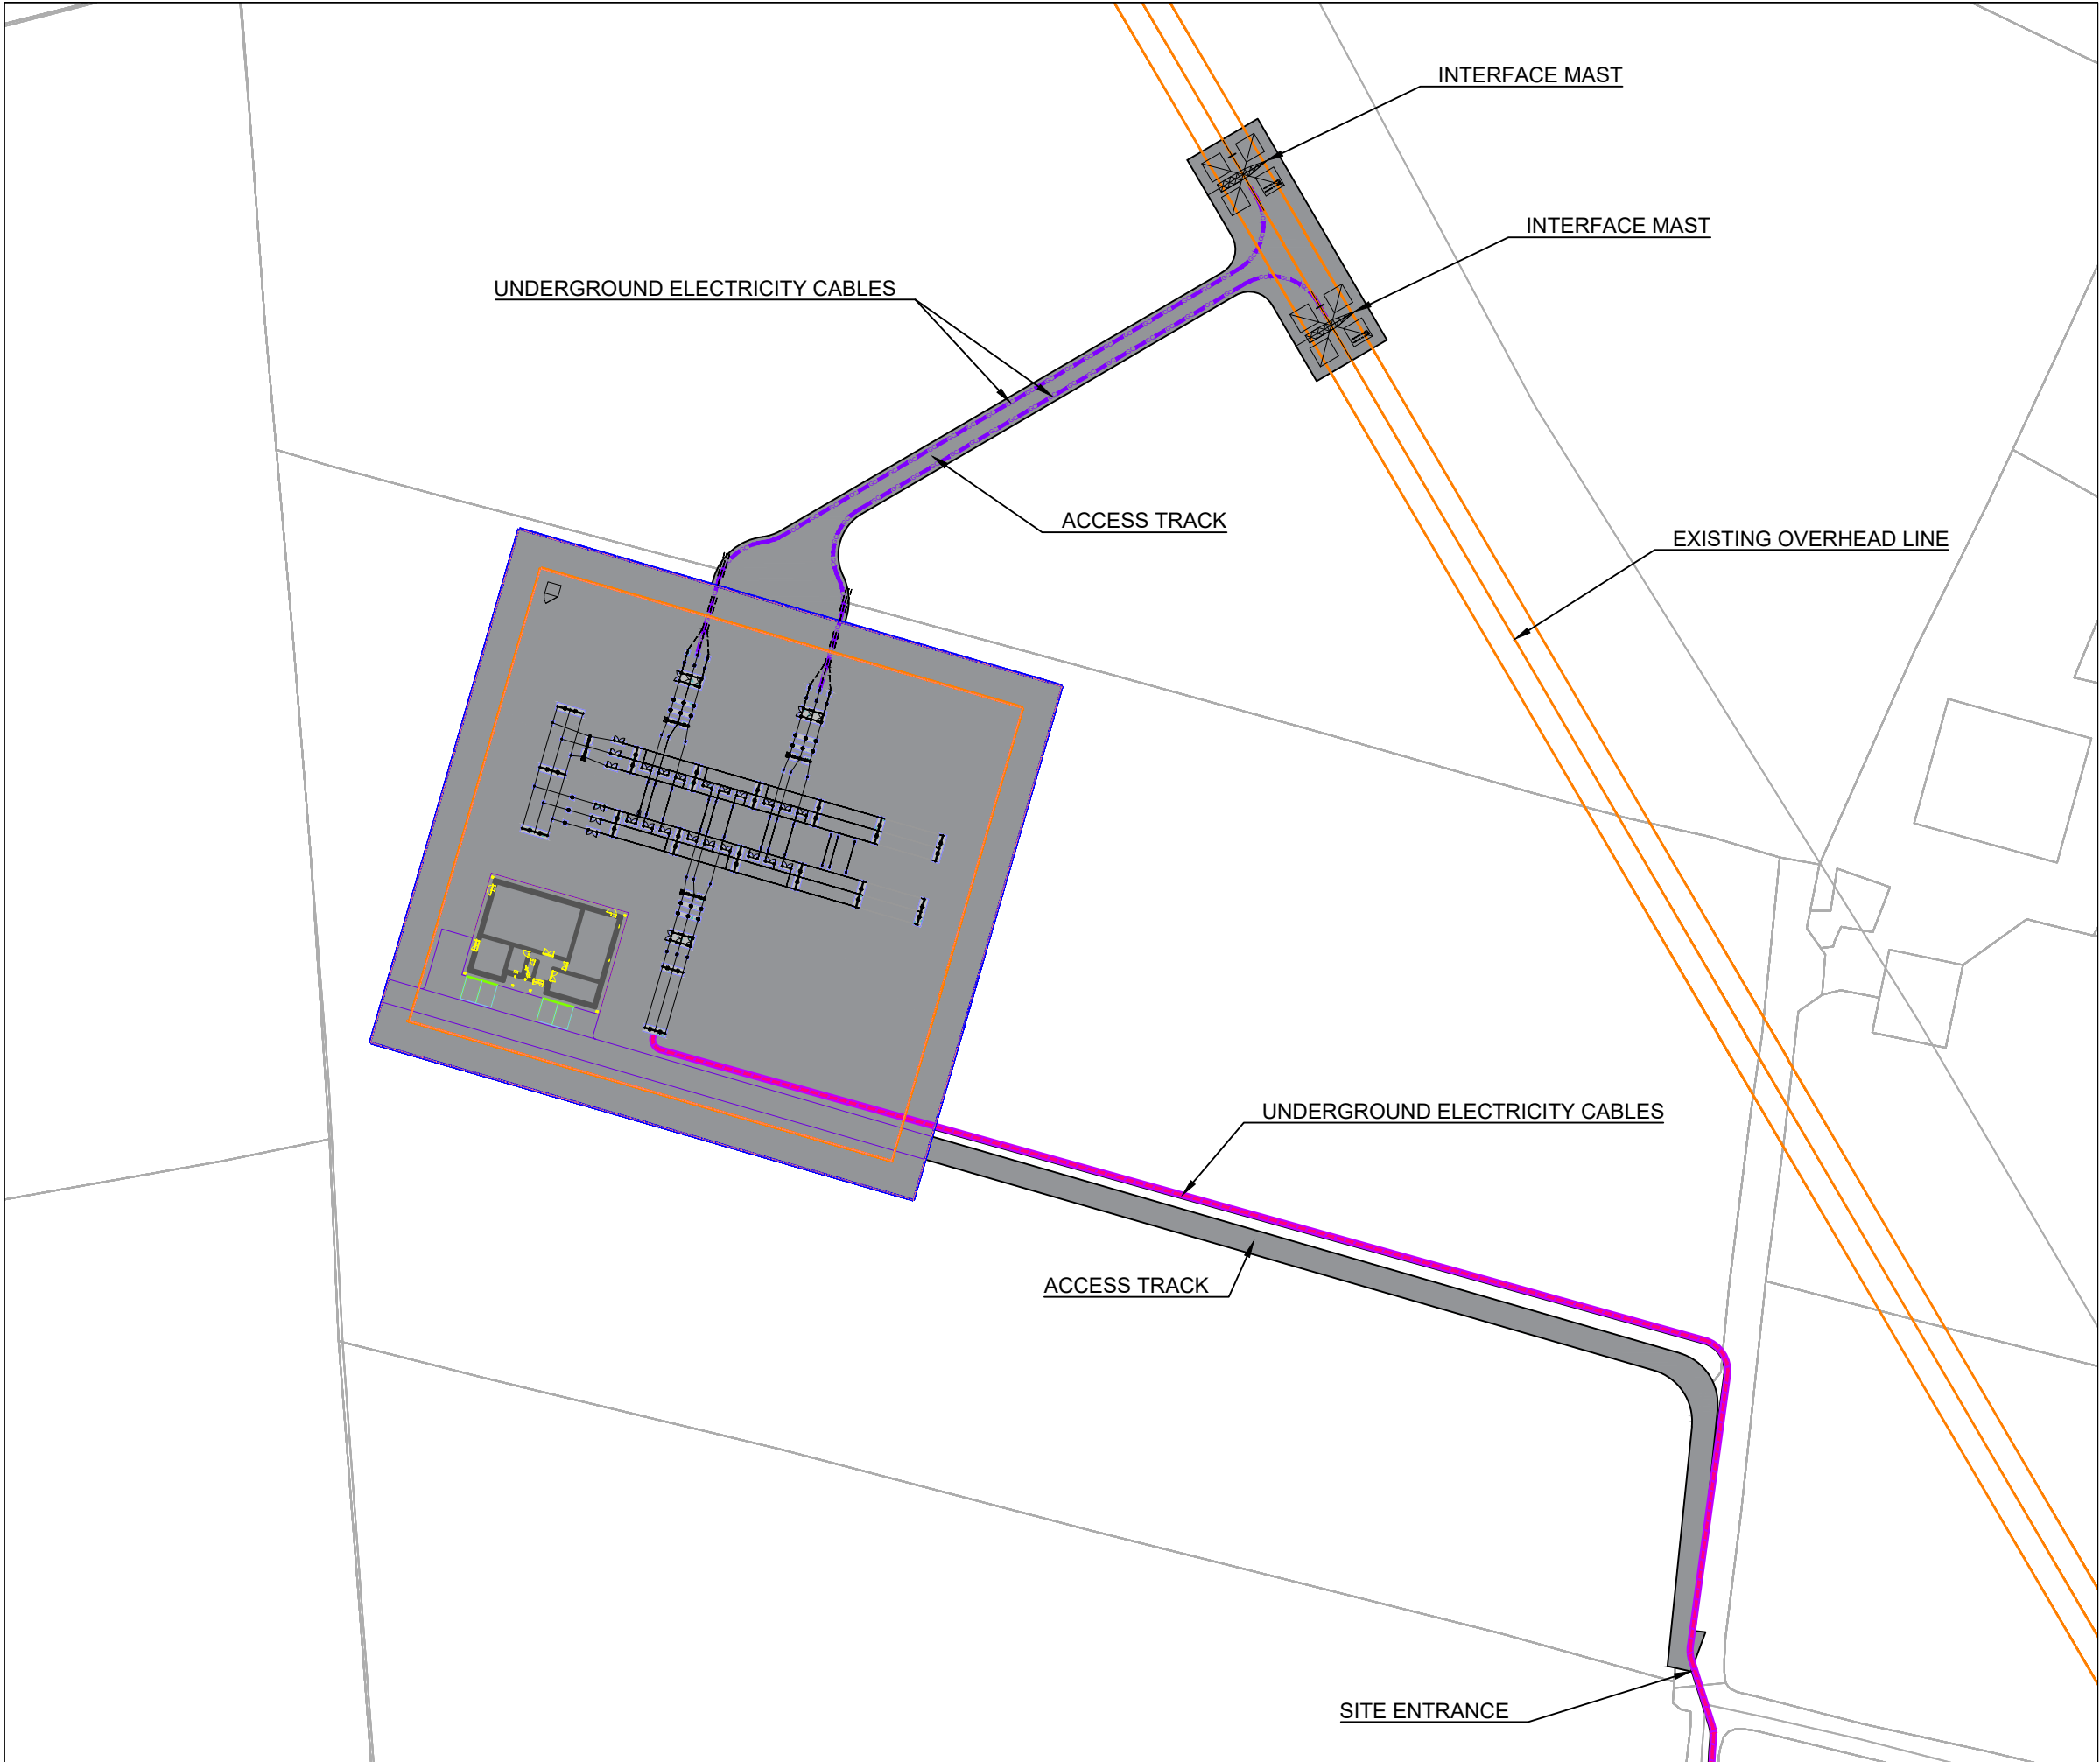 INTERFACE MAST
INTERFACE MAST
UNDERGROUND ELECTRICITY CABLES
ACCESS TRACK
EXISTING OVERHEAD LINE
UNDERGROUND ELECTRICITY CABLES
ACCESS TRACK
SITE ENTRANCE